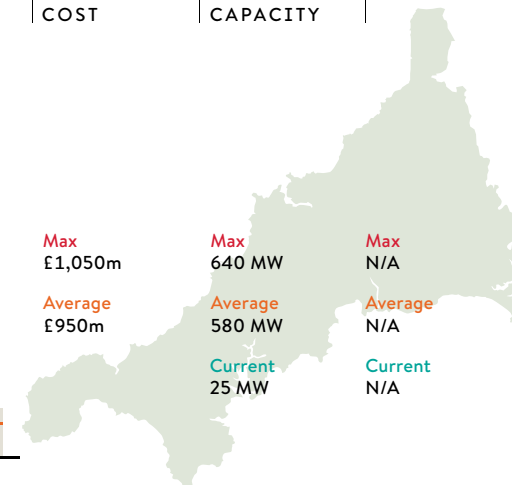 COST
CAPACITY
Max
£1,050m
Average
£950m
Max
640 MW
Average
580 MW
Current
25 MW
Max
N/A
Average
N/A
Current
N/A